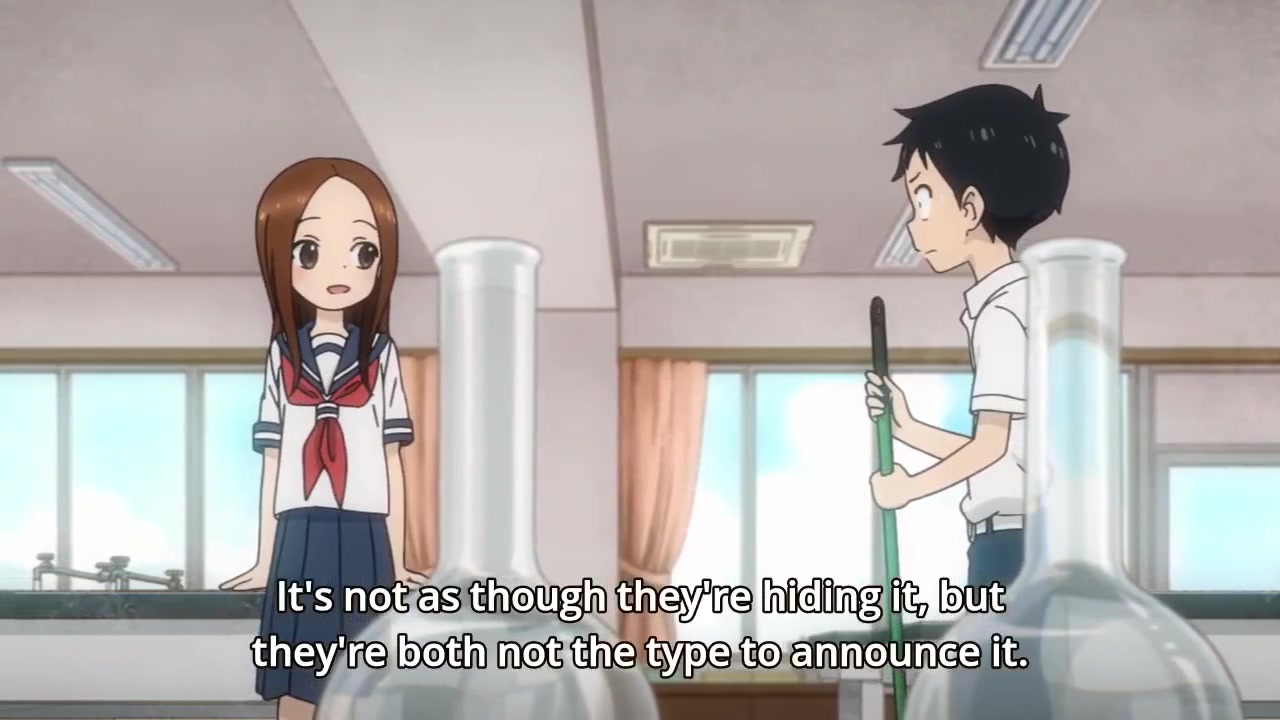 It's not as though they're hiding it, but
they're both not the type to announce it.